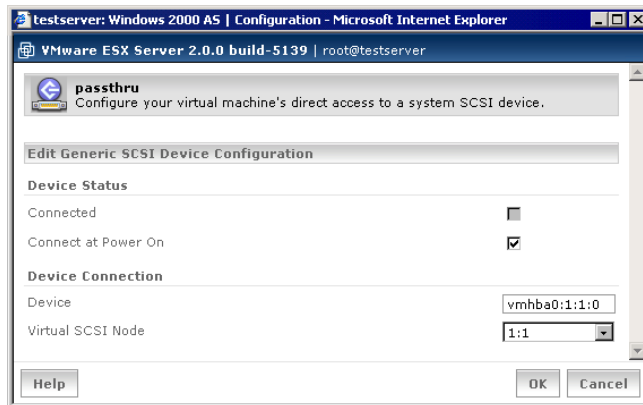 testserver: Windows 2000 AS | Configuration - Microsoft Internet Explorer
VMware ESX Server 2.0.0 build-5139 | root@testserver
passthru
Configure your virtual machine's direct access to a system SCSI device.
Edit Generic SCSI Device Configuration
Device Status
Connected
Connect at Power On
Device Connection
Device vmhba0:1:1:0
Virtual SCSI Node 1:1
Help OK Cancel